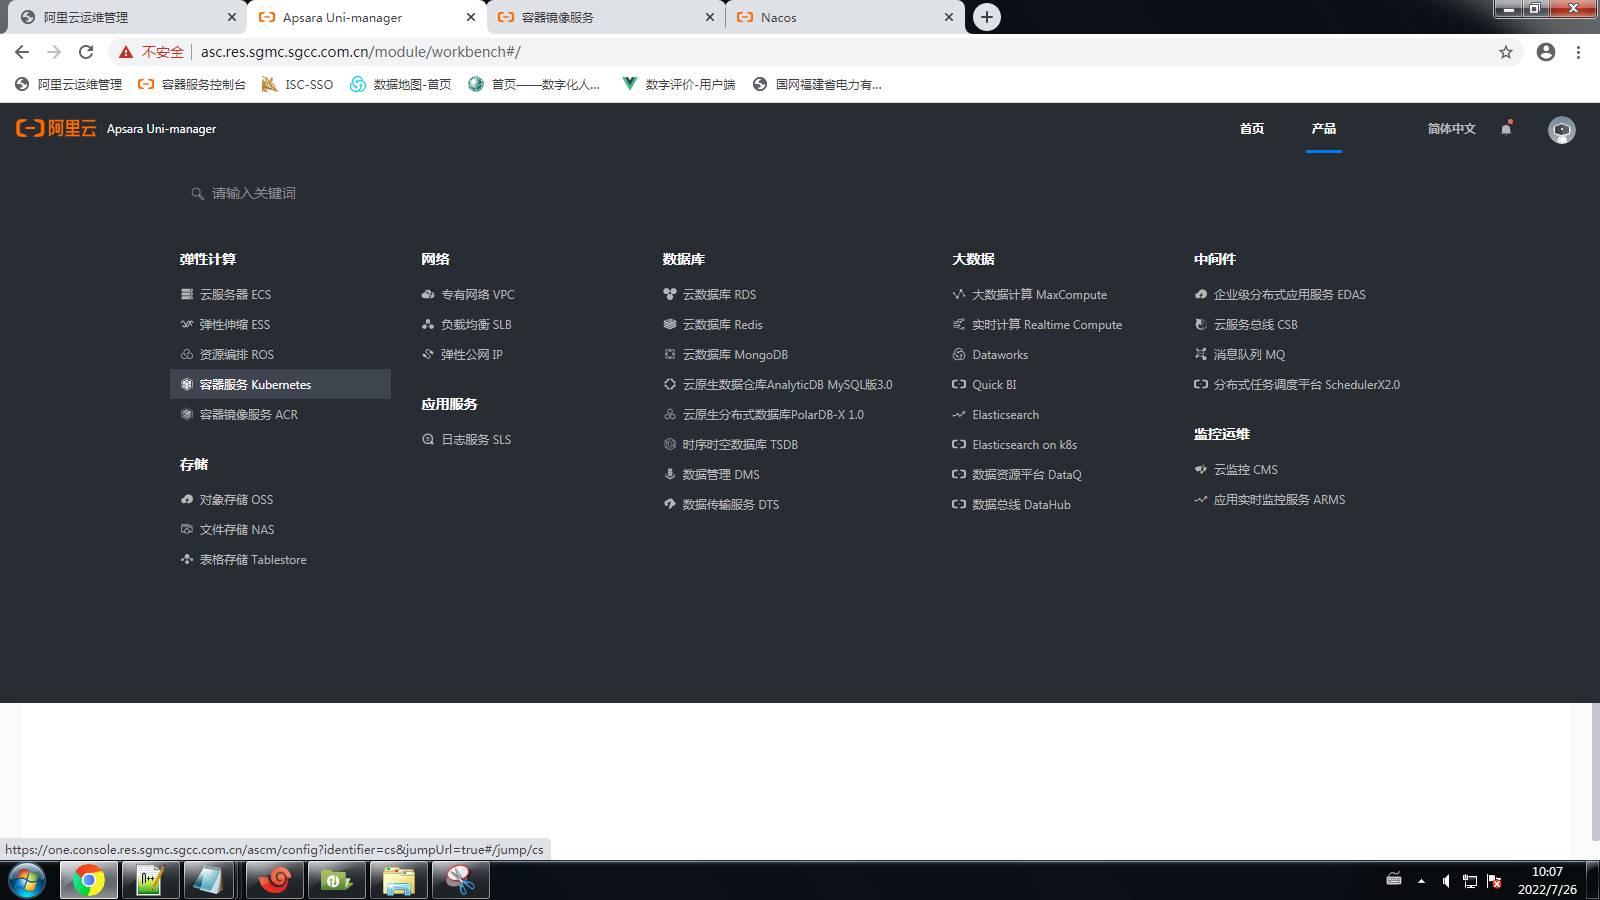 阿里云运维管理
Apsara Uni-manager
容器镜像服务
Nacos
不安全
asc.res.sgmc.sgcc.com.cn/module/workbench#/
阿里云运维管理
容器服务控制台
ISC-SSO
数据地图-首页
首页——数字化人...
数字评价-用户端
国网福建省电力有...
阿里云
Apsara Uni-manager
首页
产品
简体中文
请输入关键词
弹性计算
云服务器 ECS
弹性伸缩 ESS
资源编排 ROS
容器服务 Kubernetes
容器镜像服务 ACR
存储
对象存储 OSS
文件存储 NAS
表格存储 Tablestore
网络
专有网络 VPC
负载均衡 SLB
弹性公网 IP
应用服务
日志服务 SLS
数据库
云数据库 RDS
云数据库 Redis
云数据库 MongoDB
云原生数据仓库AnalyticDB MySQL版3.0
云原生分布式数据库PolarDB-X 1.0
时序时空数据库 TSDB
数据管理 DMS
数据传输服务 DTS
大数据
大数据计算 MaxCompute
实时计算 Realtime Compute
Dataworks
Quick BI
Elasticsearch
Elasticsearch on k8s
数据资源平台 DataQ
数据总线 DataHub
中间件
企业级分布式应用服务 EDAS
云服务总线 CSB
消息队列 MQ
分布式任务调度平台 SchedulerX2.0
监控运维
云监控 CMS
应用实时监控服务 ARMS
https://one.console.res.sgmc.sgcc.com.cn/ascm/config?identifier=cs&jumpUrl=true#/jump/cs
10:07
2022/7/26